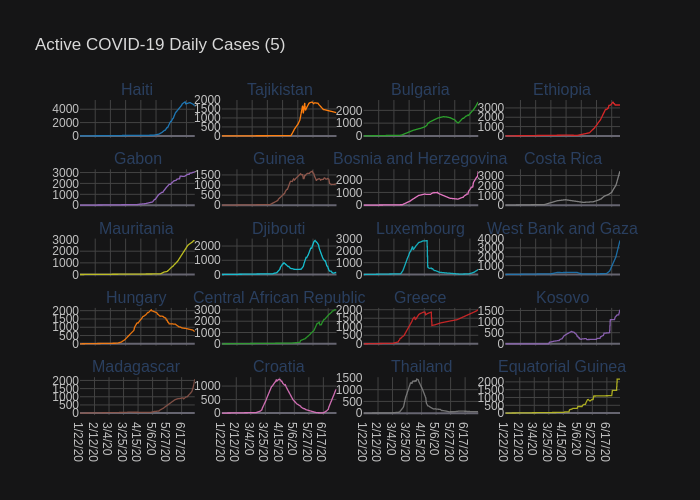 Active COVID-19 Daily Cases (5)
Haiti Tajikistan Bulgaria Ethiopia
4000 2000 0
2000 1500 1000 500 0
2000 1000 0
3000 2000 1000 0
Gabon Guinea Bosnia and Herzegovina Costa Rica
3000 2000 1000 0
1500 1000 500 0
2000 1000 0
3000 2000 1000 0
Mauritania Djibouti Luxembourg West Bank and Gaza
3000 2000 1000 0
2000 1000 0
3000 2000 1000 0
4000 3000 2000 1000 0
Hungary Central African Republic Greece Kosovo
2000 1500 1000 500 0
3000 2000 1000 0
2000 1500 1000 500 0
1500 1000 500 0
Madagascar Croatia Thailand Equatorial Guinea
2000 1500 1000 500 0
1000 500 0
1500 1000 500 0
2000 1500 1000 500 0
1/22/20 2/12/20 3/4/20 3/25/20 4/15/20 5/6/20 5/27/20 6/17/20
1/22/20 2/12/20 3/4/20 3/25/20 4/15/20 5/6/20 5/27/20 6/17/20
1/22/20 2/12/20 3/4/20 3/25/20 4/15/20 5/6/20 5/27/20 6/17/20
1/22/20 2/12/20 3/4/20 3/25/20 4/15/20 5/6/20 5/27/20 6/17/20